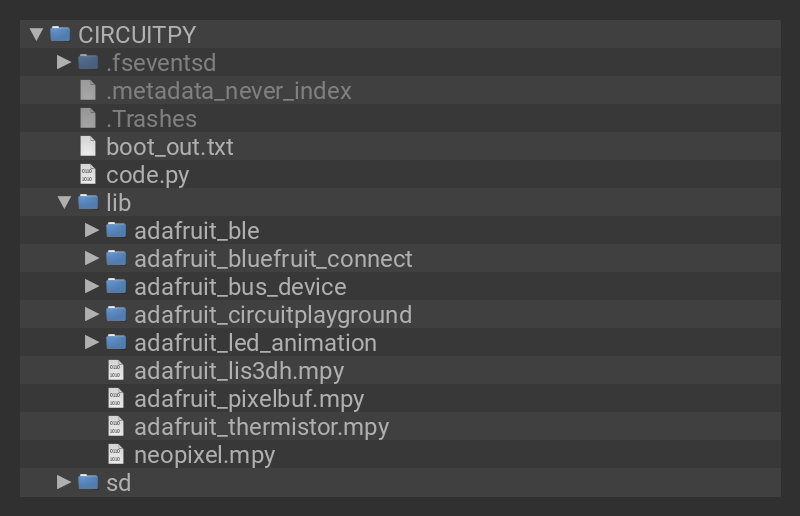 CIRCUITPY
.fseventsd
.metadata_never_index
.Trashes
boot_out.txt
code.py
lib
adafruit_ble
adafruit_bluefruit_connect
adafruit_bus_device
adafruit_circuitplayground
adafruit_led_animation
adafruit_lis3dh.mpy
adafruit_pixelbuf.mpy
adafruit_thermistor.mpy
neopixel.mpy
sd